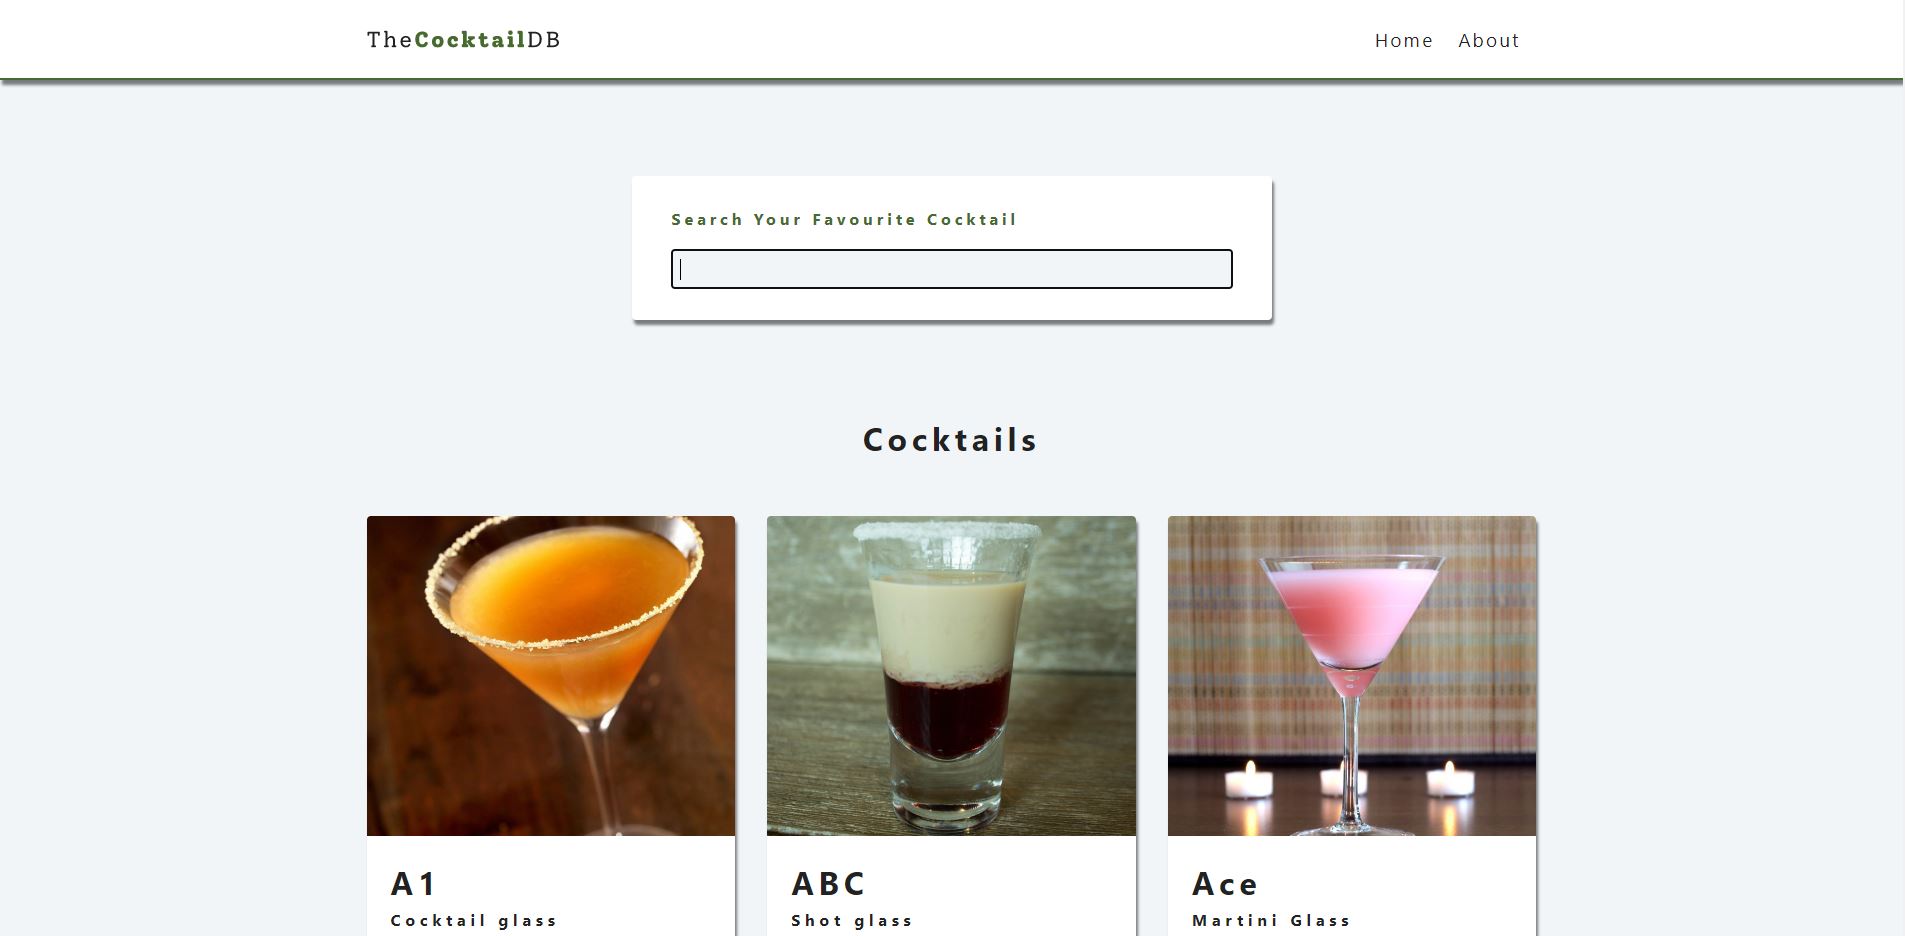 TheCocktailDB
Home About
Search Your Favourite Cocktail
Cocktails
A1
Cocktail glass
ABC
Shot glass
Ace
Martini Glass